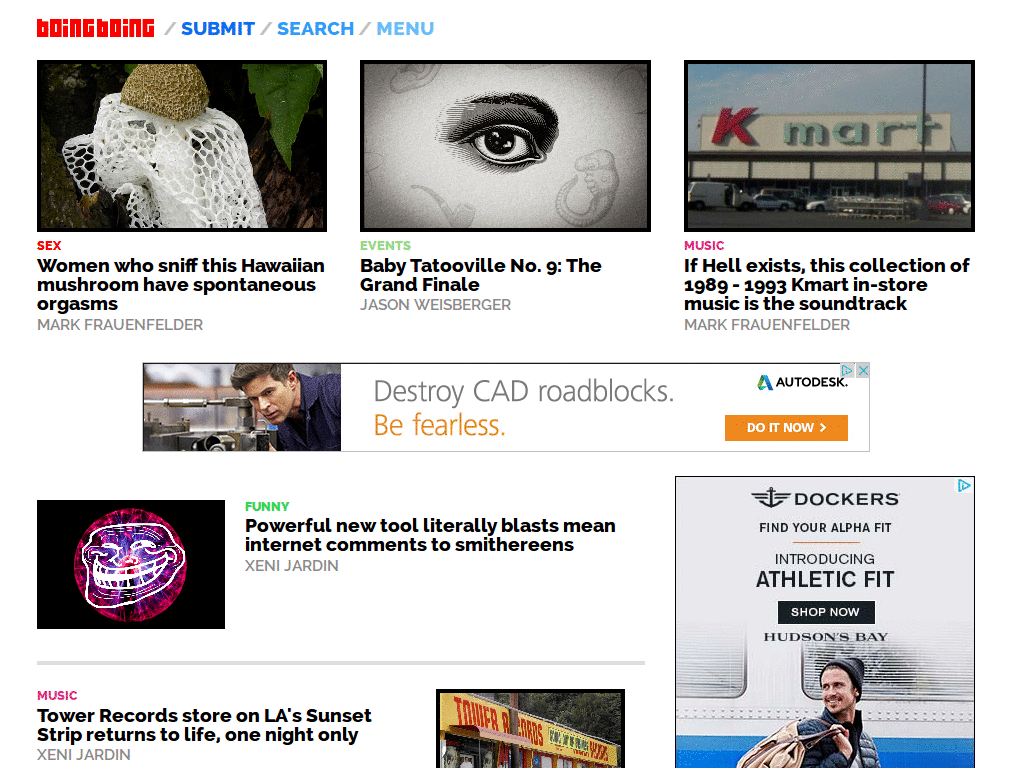 boingboing / SUBMIT / SEARCH / MENU
K mart
SEX
Women who sniff this Hawaiian
mushroom have spontaneous
orgasms
MARK FRAUENFELDER
EVENTS
Baby Tatooville No. 9: The
Grand Finale
JASON WEISBERGER
MUSIC
If Hell exists, this collection of
1989 - 1993 Kmart in-store
music is the soundtrack
MARK FRAUENFELDER
Destroy CAD roadblocks.
Be fearless.
AUTODESK.
DO IT NOW >
FUNNY
Powerful new tool literally blasts mean
internet comments to smithereens
XENI JARDIN
DOCKERS
FIND YOUR ALPHA FIT
INTRODUCING
ATHLETIC FIT
SHOP NOW
HUDSON'S BAY
MUSIC
Tower Records store on LA's Sunset
Strip returns to life, one night only
XENI JARDIN
TOWER RECORDS